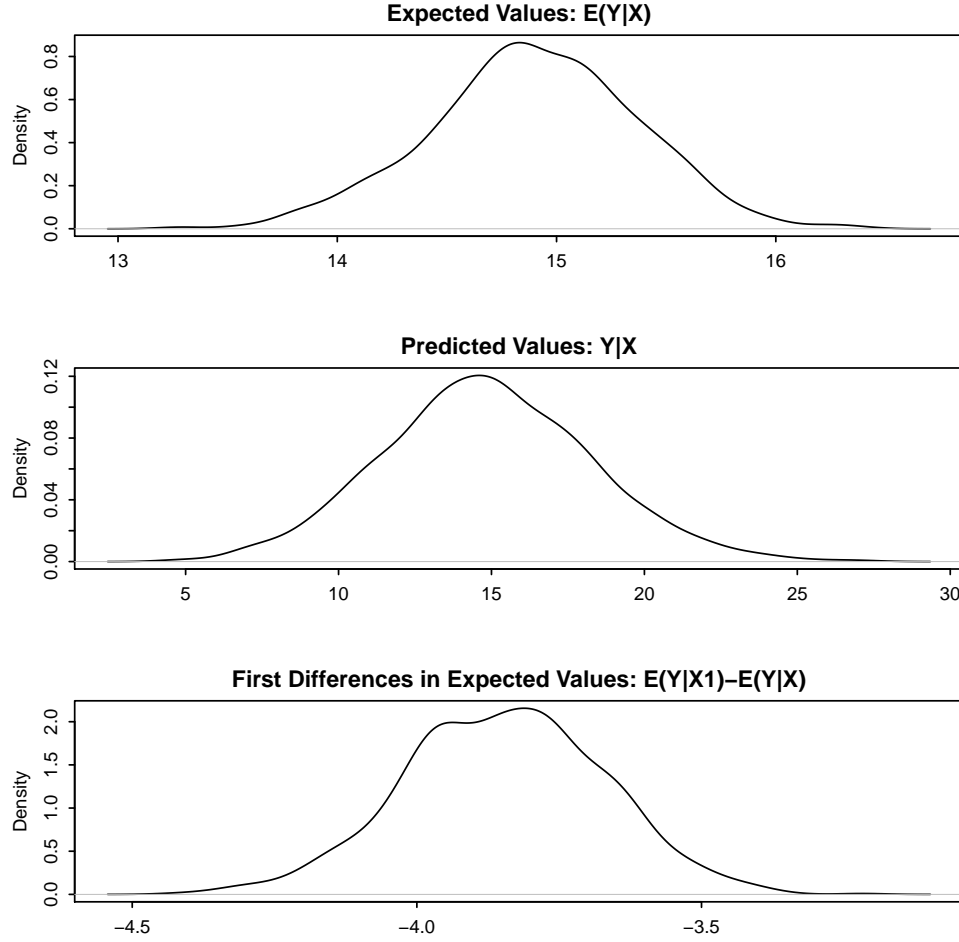 Expected Values: E(Y|X)
Density
0.0 0.2 0.4 0.6 0.8
13 14 15 16
Predicted Values: Y|X
Density
0.00 0.04 0.08 0.12
5 10 15 20 25 30
First Differences in Expected Values: E(Y|X1)−E(Y|X)
Density
0.0 0.5 1.0 1.5 2.0
−4.5 −4.0 −3.5